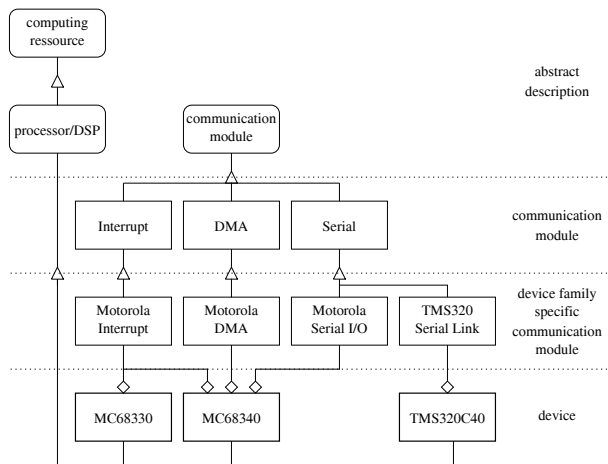 computing
ressource
abstract
description
processor/DSP
communication
module
Interrupt
DMA
Serial
communication
module
Motorola
Interrupt
Motorola
DMA
Motorola
Serial I/O
TMS320
Serial Link
device family
specific
communication
module
MC68330
MC68340
TMS320C40
device